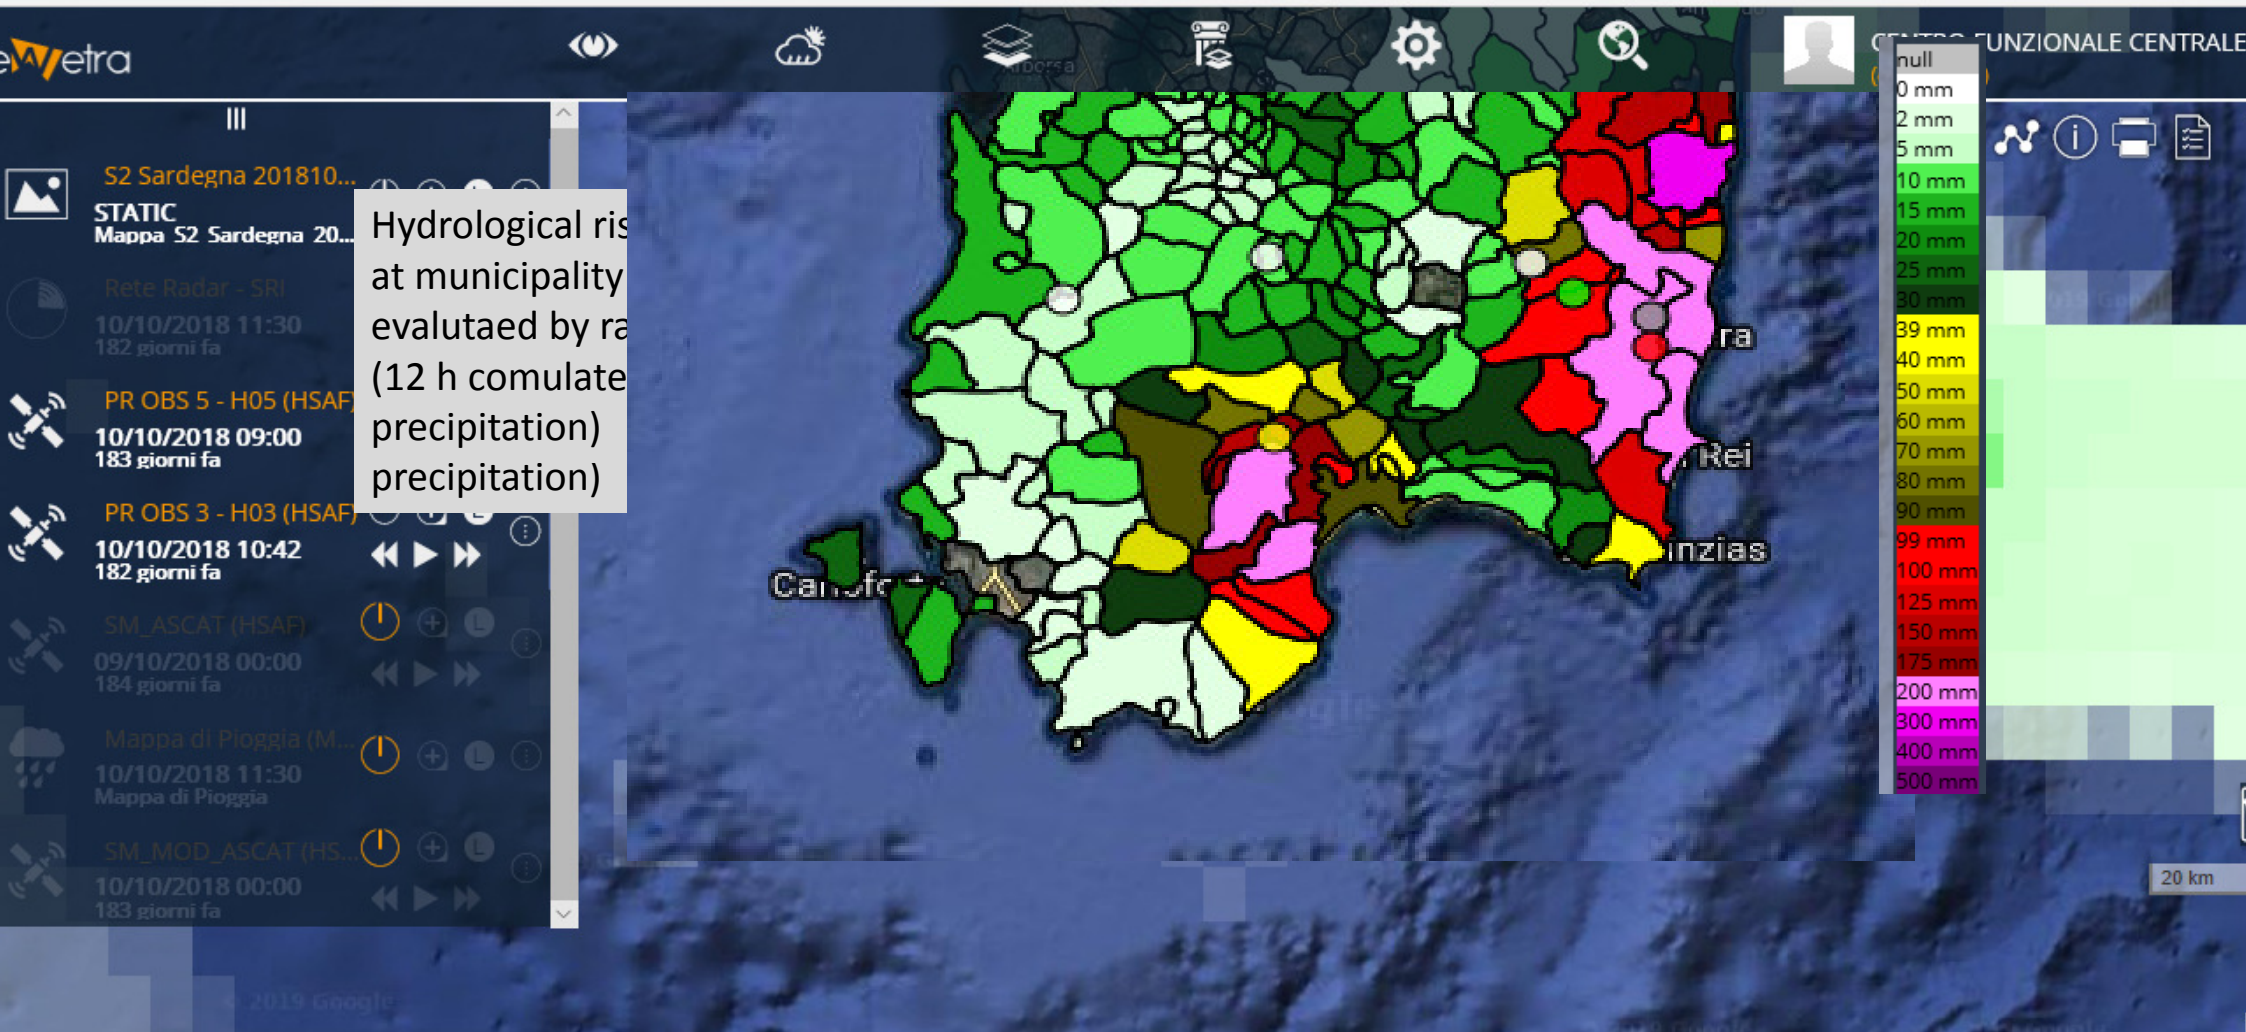 eWetra
CENTRO FUNZIONALE CENTRALE
S2 Sardegna 201810...
STATIC
Mappa S2 Sardegna 20...
Rete Radar - SRI
10/10/2018 11:30
182 giorni fa
PR OBS 5 - H05 (HSAF)
10/10/2018 09:00
183 giorni fa
PR OBS 3 - H03 (HSAF)
10/10/2018 10:42
182 giorni fa
SM_ASCAT (HSAF)
09/10/2018 00:00
184 giorni fa
Mappa di Pioggia (M...
10/10/2018 11:30
Mappa di Pioggia
SM_MOD_ASCAT (HS...
10/10/2018 00:00
183 giorni fa
Hydrological ris
at municipality
evalutaed by ra
(12 h comulate
precipitation)
precipitation)
Arborea
ra
Rei
inzias
null
0 mm
2 mm
5 mm
10 mm
15 mm
20 mm
25 mm
30 mm
39 mm
40 mm
50 mm
60 mm
70 mm
80 mm
90 mm
99 mm
100 mm
125 mm
150 mm
175 mm
200 mm
300 mm
400 mm
500 mm
20 km
© 2019 Google